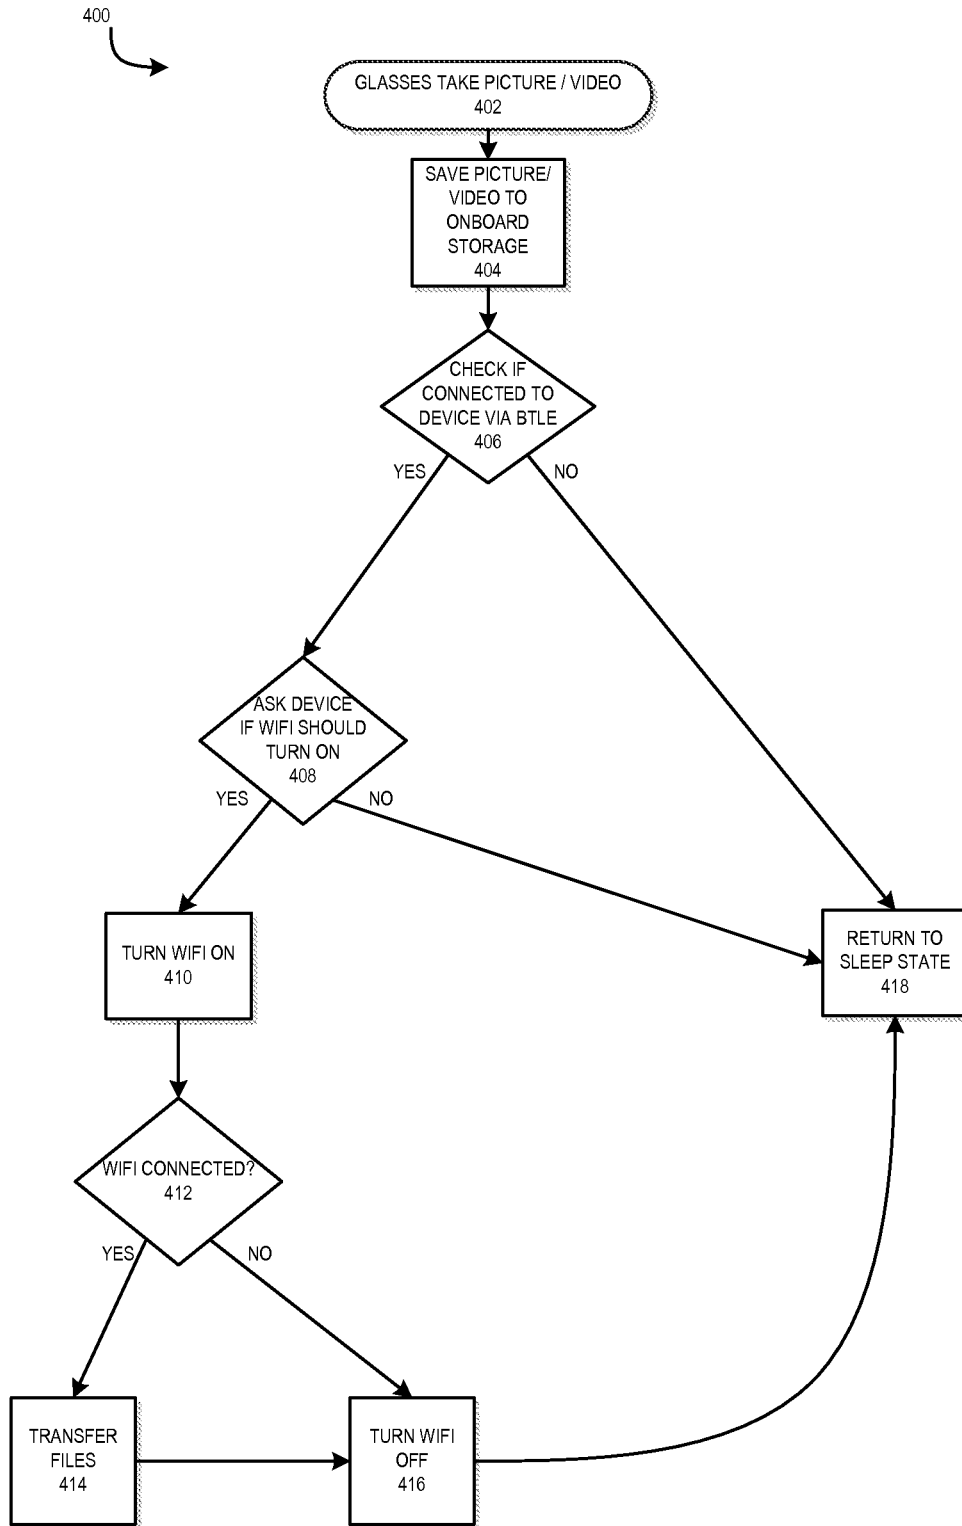 400
GLASSES TAKE PICTURE / VIDEO
402
SAVE PICTURE/
VIDEO TO
ONBOARD
STORAGE
404
CHECK IF
CONNECTED TO
DEVICE VIA BTLE
406
YES
NO
ASK DEVICE
IF WIFI SHOULD
TURN ON
408
YES
NO
TURN WIFI ON
410
RETURN TO
SLEEP STATE
418
WIFI CONNECTED?
412
YES
NO
TRANSFER
FILES
414
TURN WIFI
OFF
416